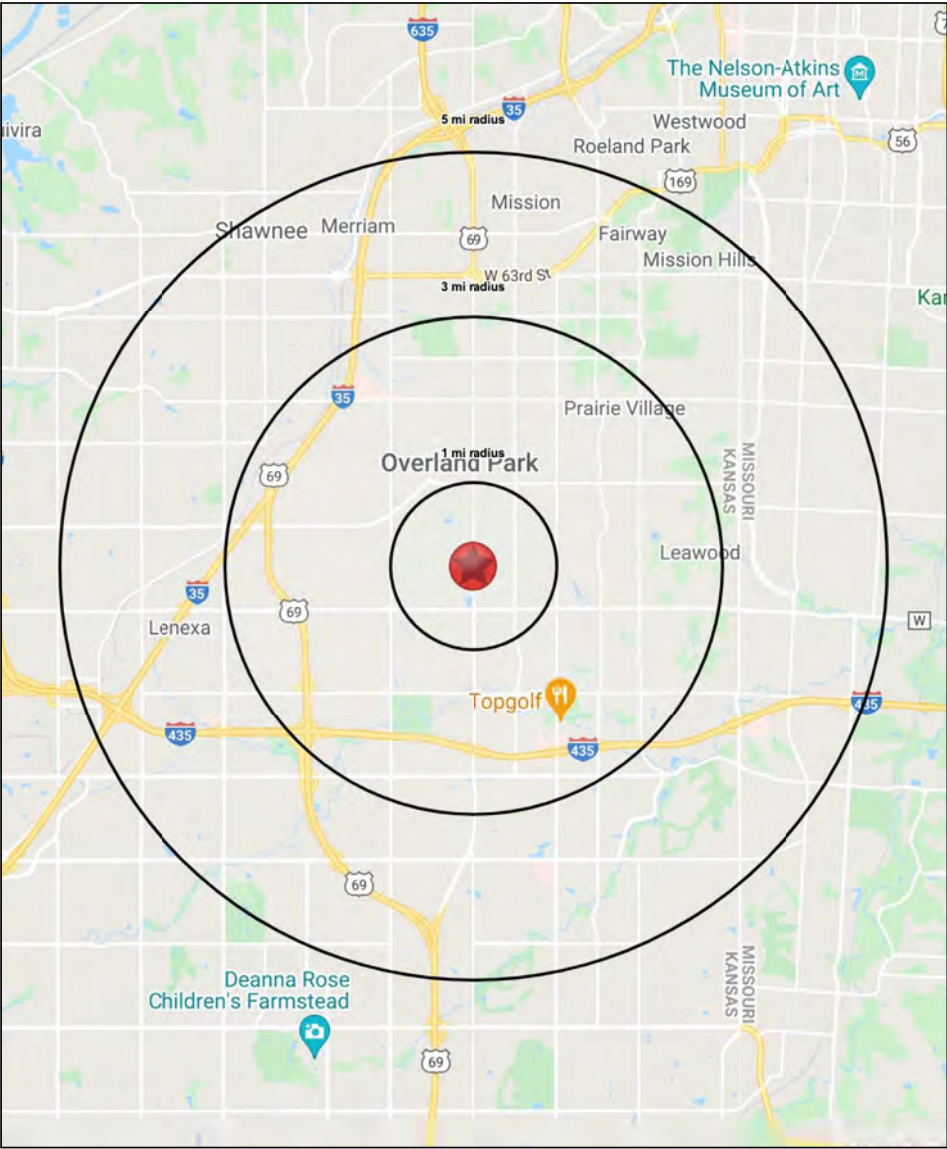 635
The Nelson-Atkins
Museum of Art
35
5 mi radius
Westwood
56
Roeland Park
169
Mission
Shawnee
Merriam
69
Fairway
Mission Hills
W 63rd St
3 mi radius
35
Prairie Village
1 mi radius
Overland Park
69
MISSOURI
KANSAS
Leawood
35
69
W
Lenexa
Topgolf
435
435
435
69
MISSOURI
KANSAS
Deanna Rose
Children's Farmstead
69